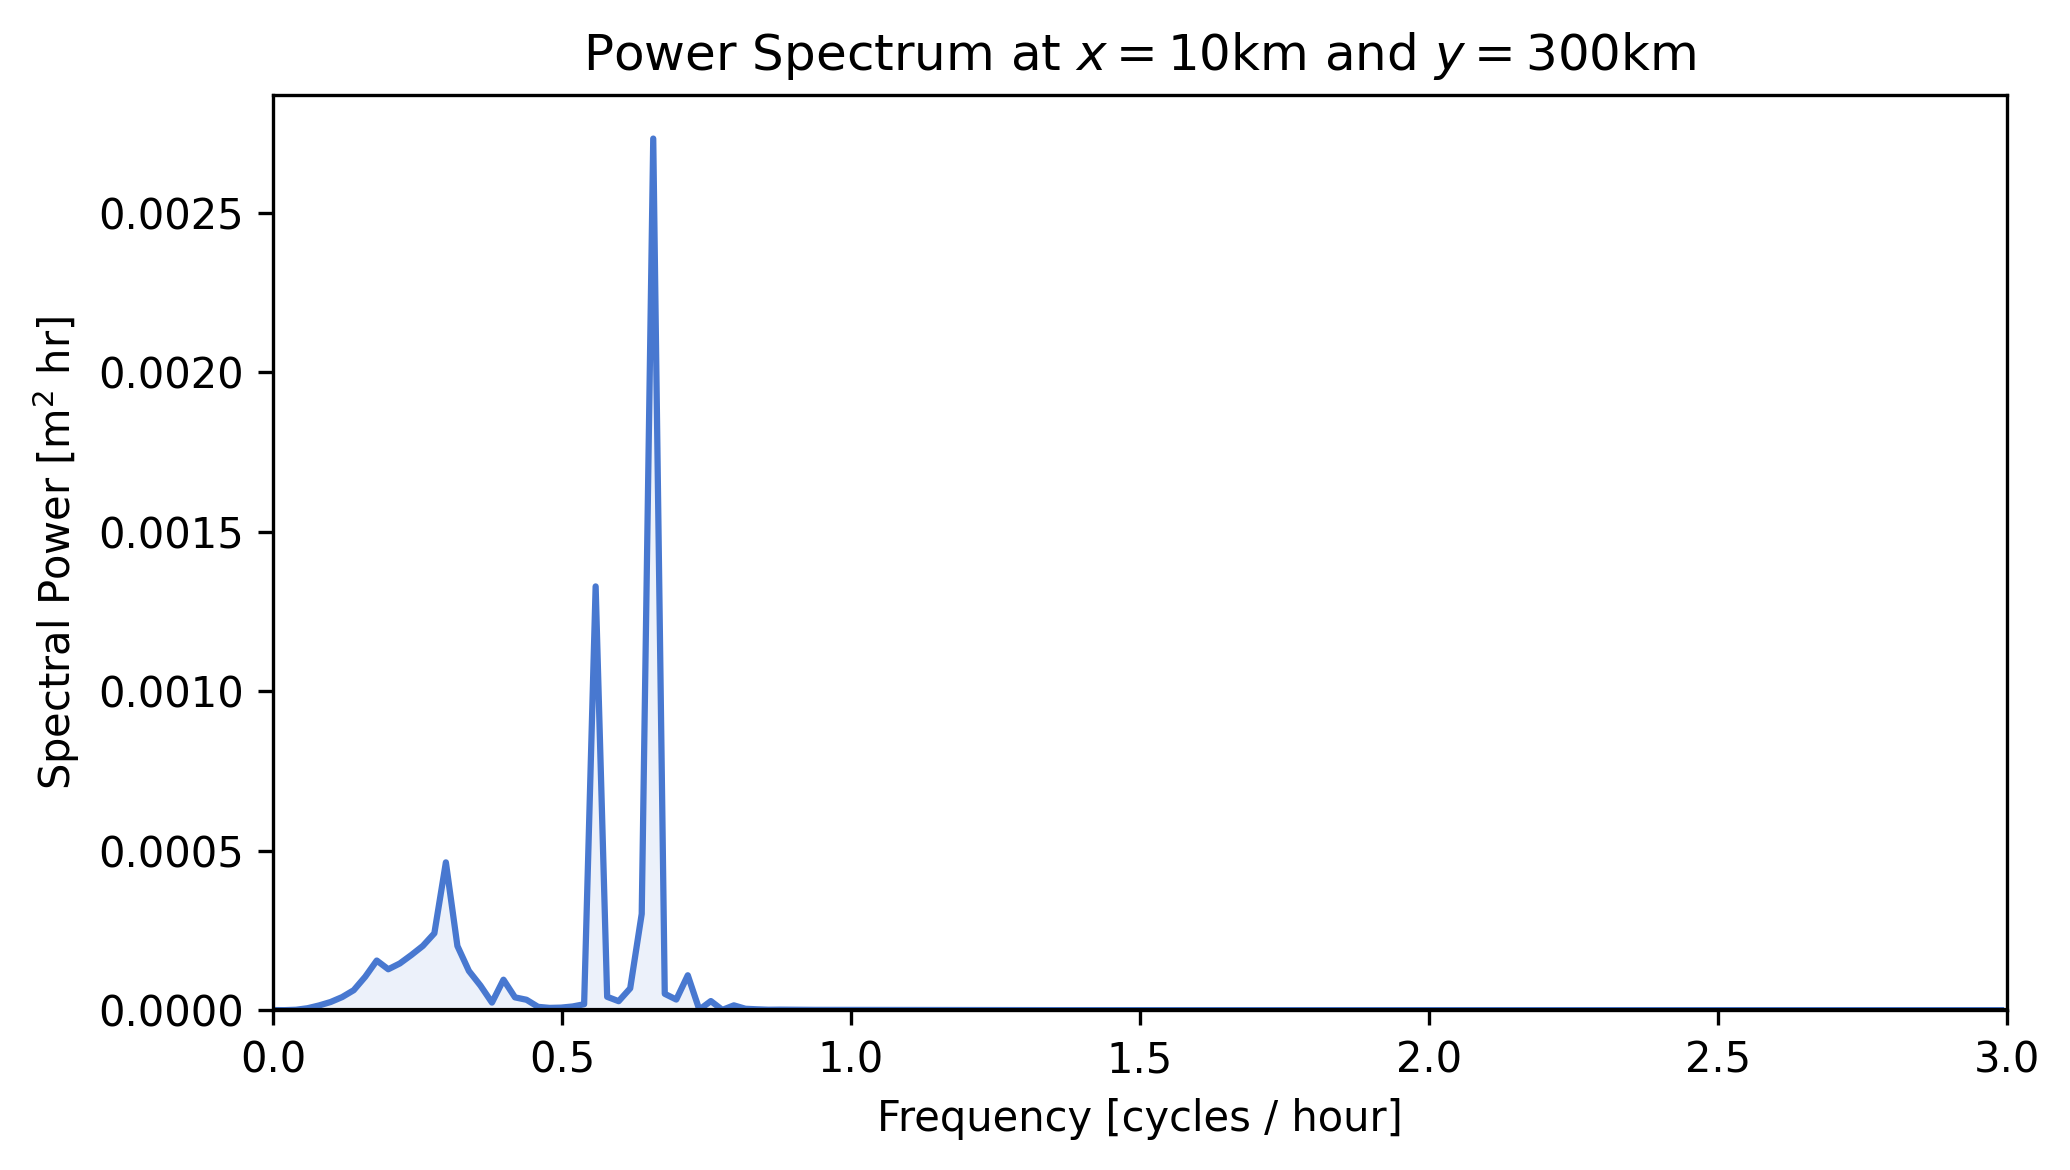 Power Spectrum at x = 10km and y = 300km
Spectral Power [m² hr]
0.0025
0.0020
0.0015
0.0010
0.0005
0.0000
0.0 0.5 1.0 1.5 2.0 2.5 3.0
Frequency [cycles / hour]